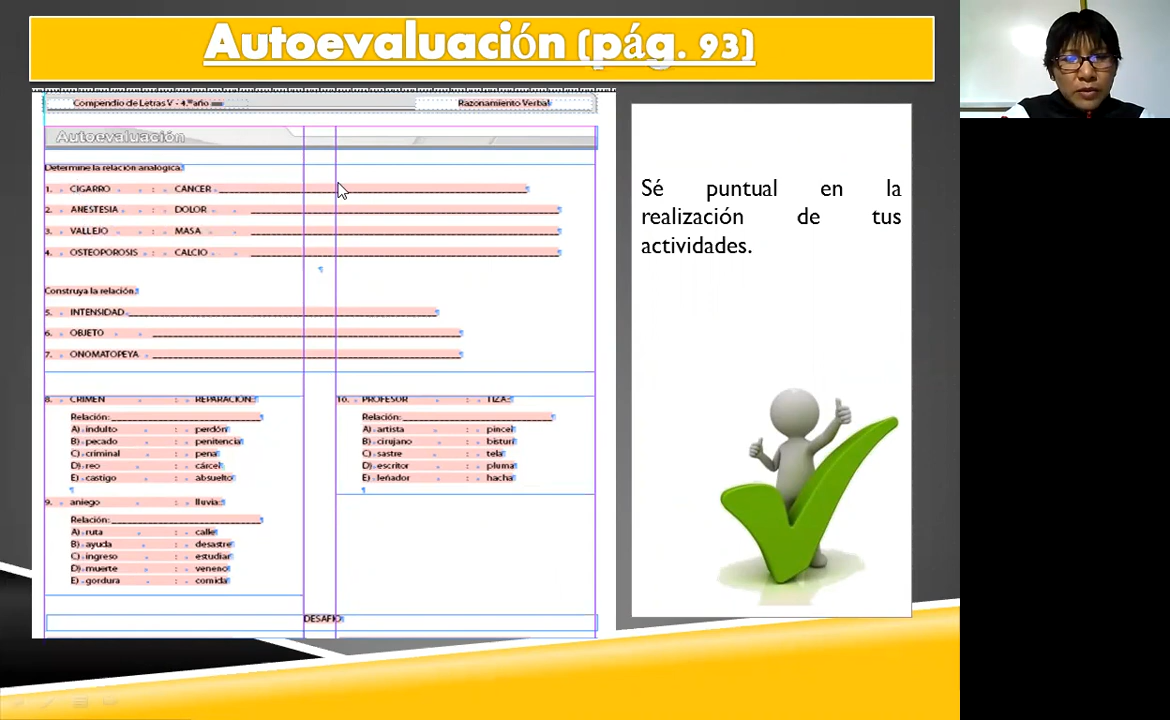 Autoevaluación (pág. 93)
Compendio de Letras V - 4.º año
Razonamiento Verbal
Autoevaluación
Determine la relación analógica:
1. CIGARRO : CANCER
2. ANESTESIA : DOLOR
3. VALLEJO : MASA
4. OSTEOPOROSIS : CALCIO
Construya la relación:
5. INTENSIDAD
6. OBJETO
7. ONOMATOPEYA
8. CRIMEN : REPARACIÓN:
Relación:
A) indulto : perdón
B) pecado : penitencia
C) criminal : pena
D) reo : cárcel
E) castigo : absuelto
9. aniego : lluvia:
Relación:
A) ruta : calle
B) ayuda : desastre
C) ingreso : estudiar
D) muerte : veneno
E) gordura : comida
10. PROFESOR : TIZA:
Relación:
A) artista : pincel
B) cirujano : bisturí
C) sastre : tela
D) escritor : pluma
E) leñador : hacha
DESAFIO
Sé puntual en la
realización de tus
actividades.